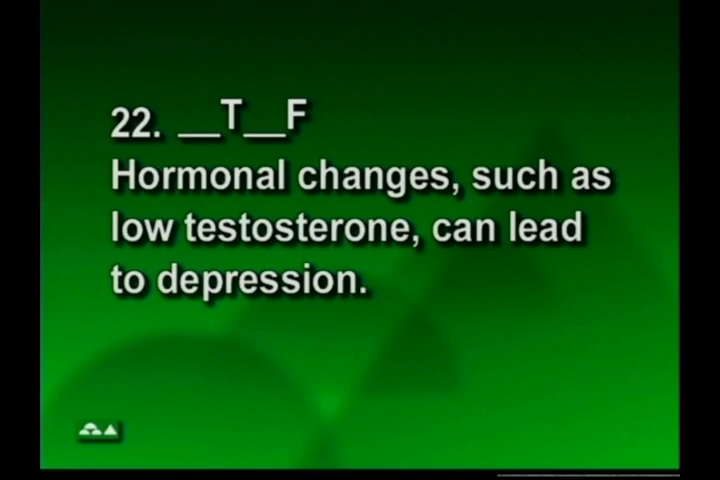 22. __T__F
Hormonal changes, such as
low testosterone, can lead
to depression.